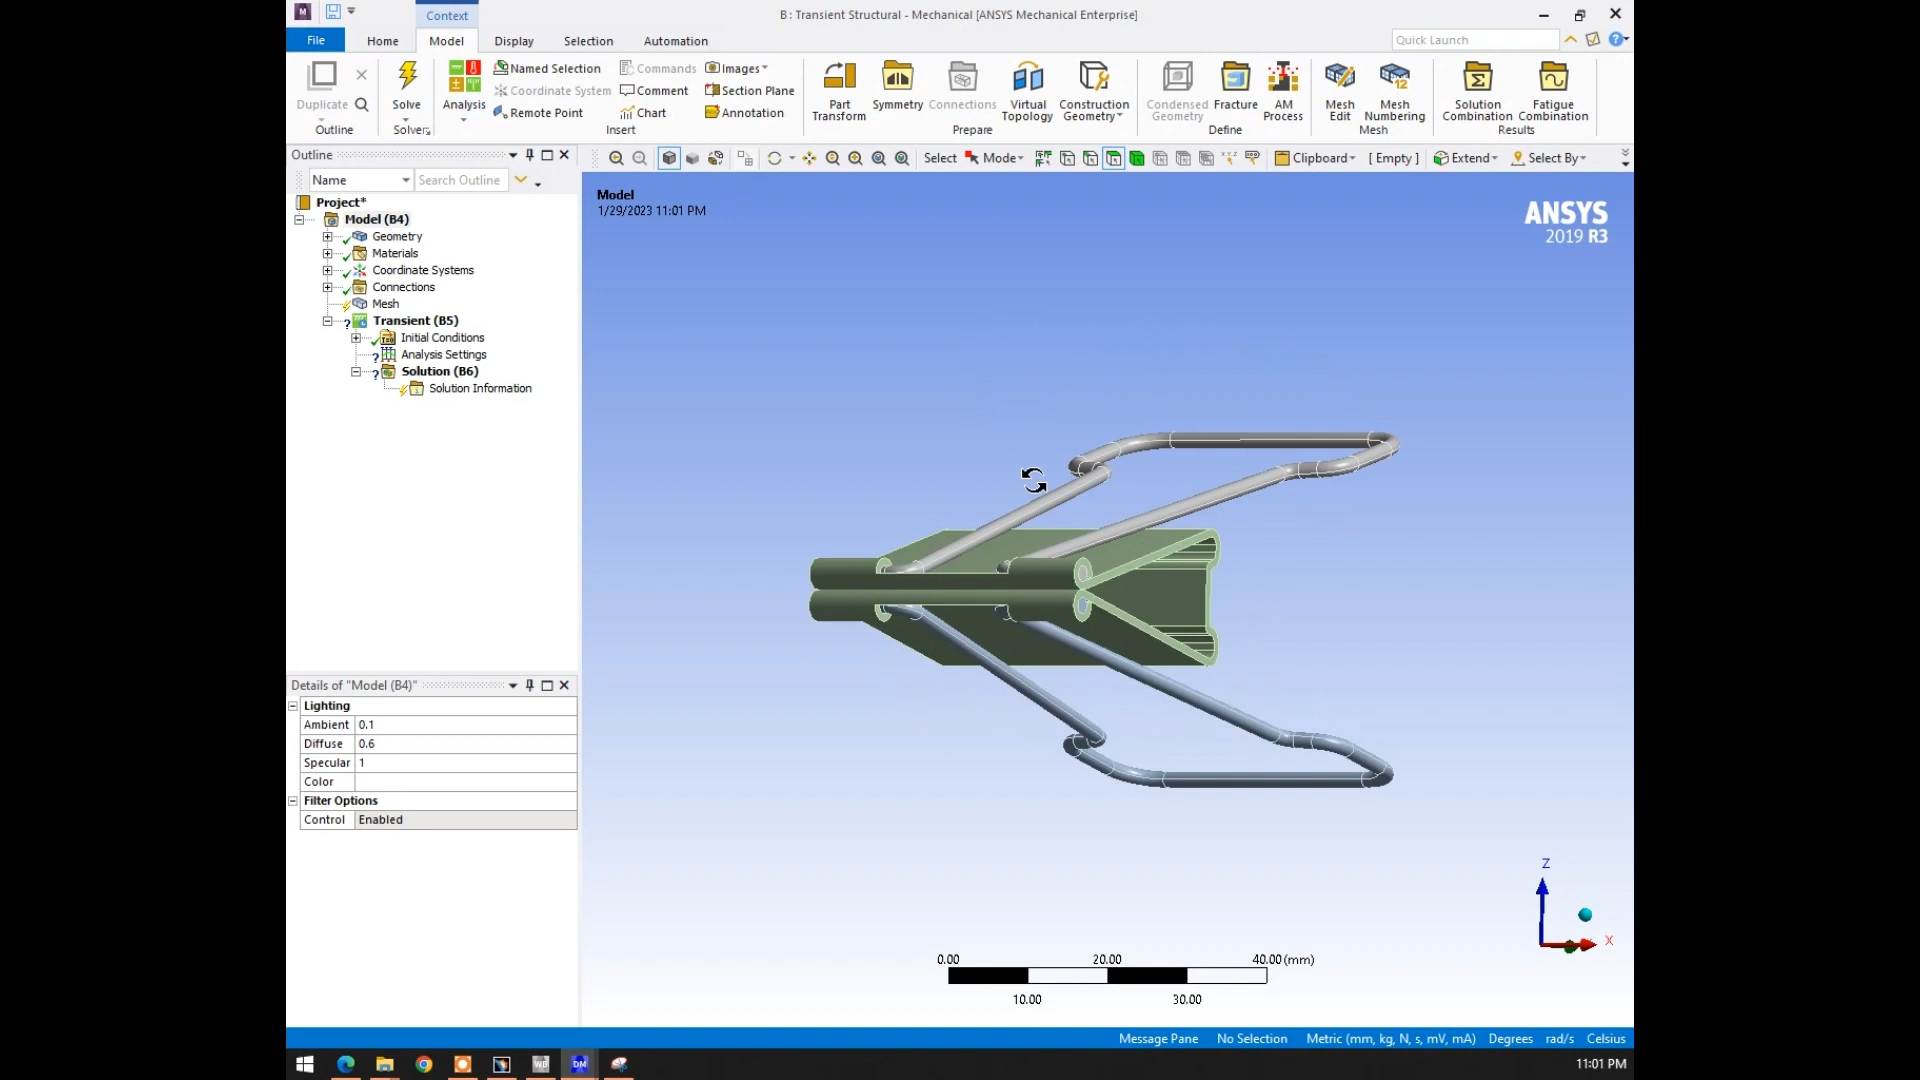 Context
B : Transient Structural - Mechanical [ANSYS Mechanical Enterprise]
File Home Model Display Selection Automation Quick Launch
Duplicate Solve Analysis
Outline Solver
Named Selection Commands Images
Coordinate System Comment Section Plane
Remote Point Chart Annotation
Insert
Part Transform Symmetry Connections Virtual Topology Construction Geometry
Prepare
Condensed Geometry Fracture AM Process
Define
Mesh Edit Mesh Numbering
Mesh
Solution Combination Fatigue Combination
Results
Outline
Select Mode Clipboard [ Empty ] Extend Select By
Name Search Outline
Project*
Model (B4)
Geometry
Materials
Coordinate Systems
Connections
Mesh
Transient (B5)
Initial Conditions
Analysis Settings
Solution (B6)
Solution Information
Details of "Model (B4)"
Lighting
Ambient 0.1
Diffuse 0.6
Specular 1
Color
Filter Options
Control Enabled
Model
1/29/2023 11:01 PM
ANSYS
2019 R3
Z
X
0.00 20.00 40.00 (mm)
10.00 30.00
Message Pane No Selection Metric (mm, kg, N, s, mV, mA) Degrees rad/s Celsius
WB DM
11:01 PM